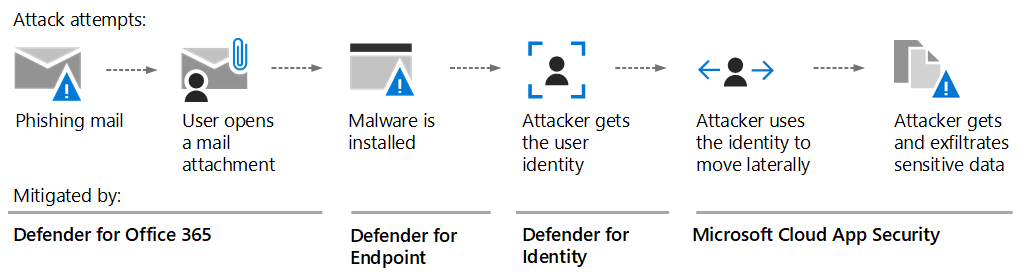 Attack attempts:
Phishing mail
User opens
a mail
attachment
Malware is
installed
Attacker gets
the user
identity
Attacker uses
the identity to
move laterally
Attacker gets
and exfiltrates
sensitive data
Mitigated by:
Defender for Office 365
Defender for
Endpoint
Defender for
Identity
Microsoft Cloud App Security